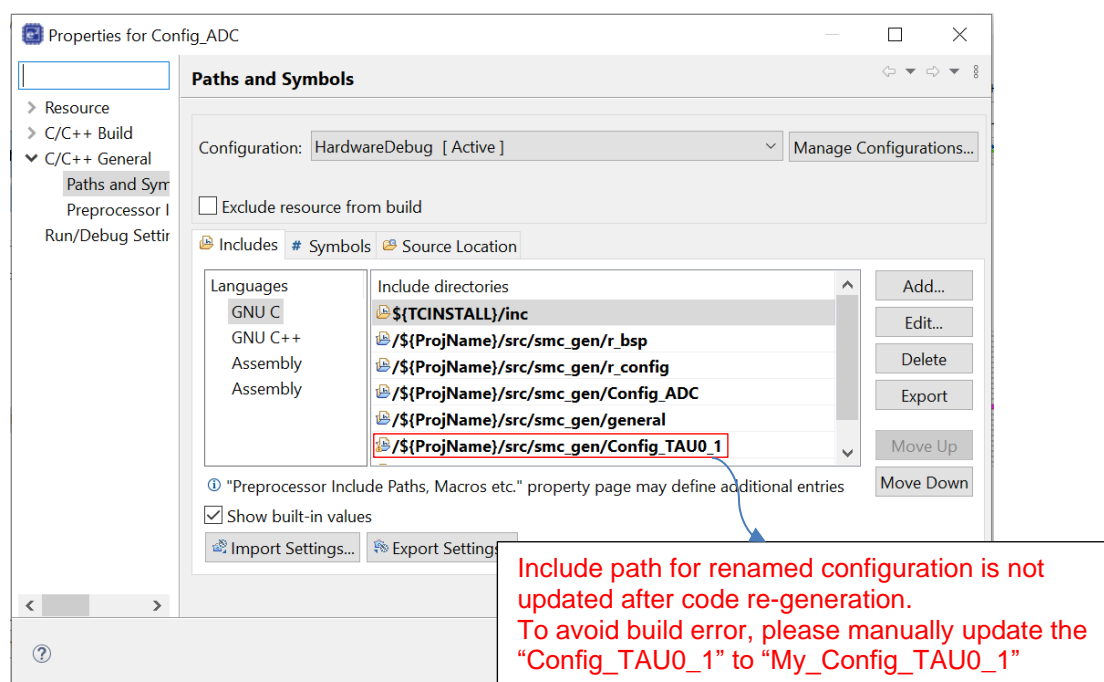 Properties for Config_ADC
Paths and Symbols
Resource
C/C++ Build
C/C++ General
Paths and Sym
Preprocessor I
Run/Debug Settir
Configuration: HardwareDebug [ Active ] Manage Configurations...
Exclude resource from build
Includes # Symbols Source Location
Languages
GNU C
GNU C++
Assembly
Assembly
Include directories
${TCINSTALL}/inc
/${ProjName}/src/smc_gen/r_bsp
/${ProjName}/src/smc_gen/r_config
/${ProjName}/src/smc_gen/Config_ADC
/${ProjName}/src/smc_gen/general
/${ProjName}/src/smc_gen/Config_TAU0_1
Add...
Edit...
Delete
Export
Move Up
Move Down
"Preprocessor Include Paths, Macros etc." property page may define additional entries
Show built-in values
Import Settings... Export Settings
Include path for renamed configuration is not
updated after code re-generation.
To avoid build error, please manually update the
“Config_TAU0_1” to “My_Config_TAU0_1”